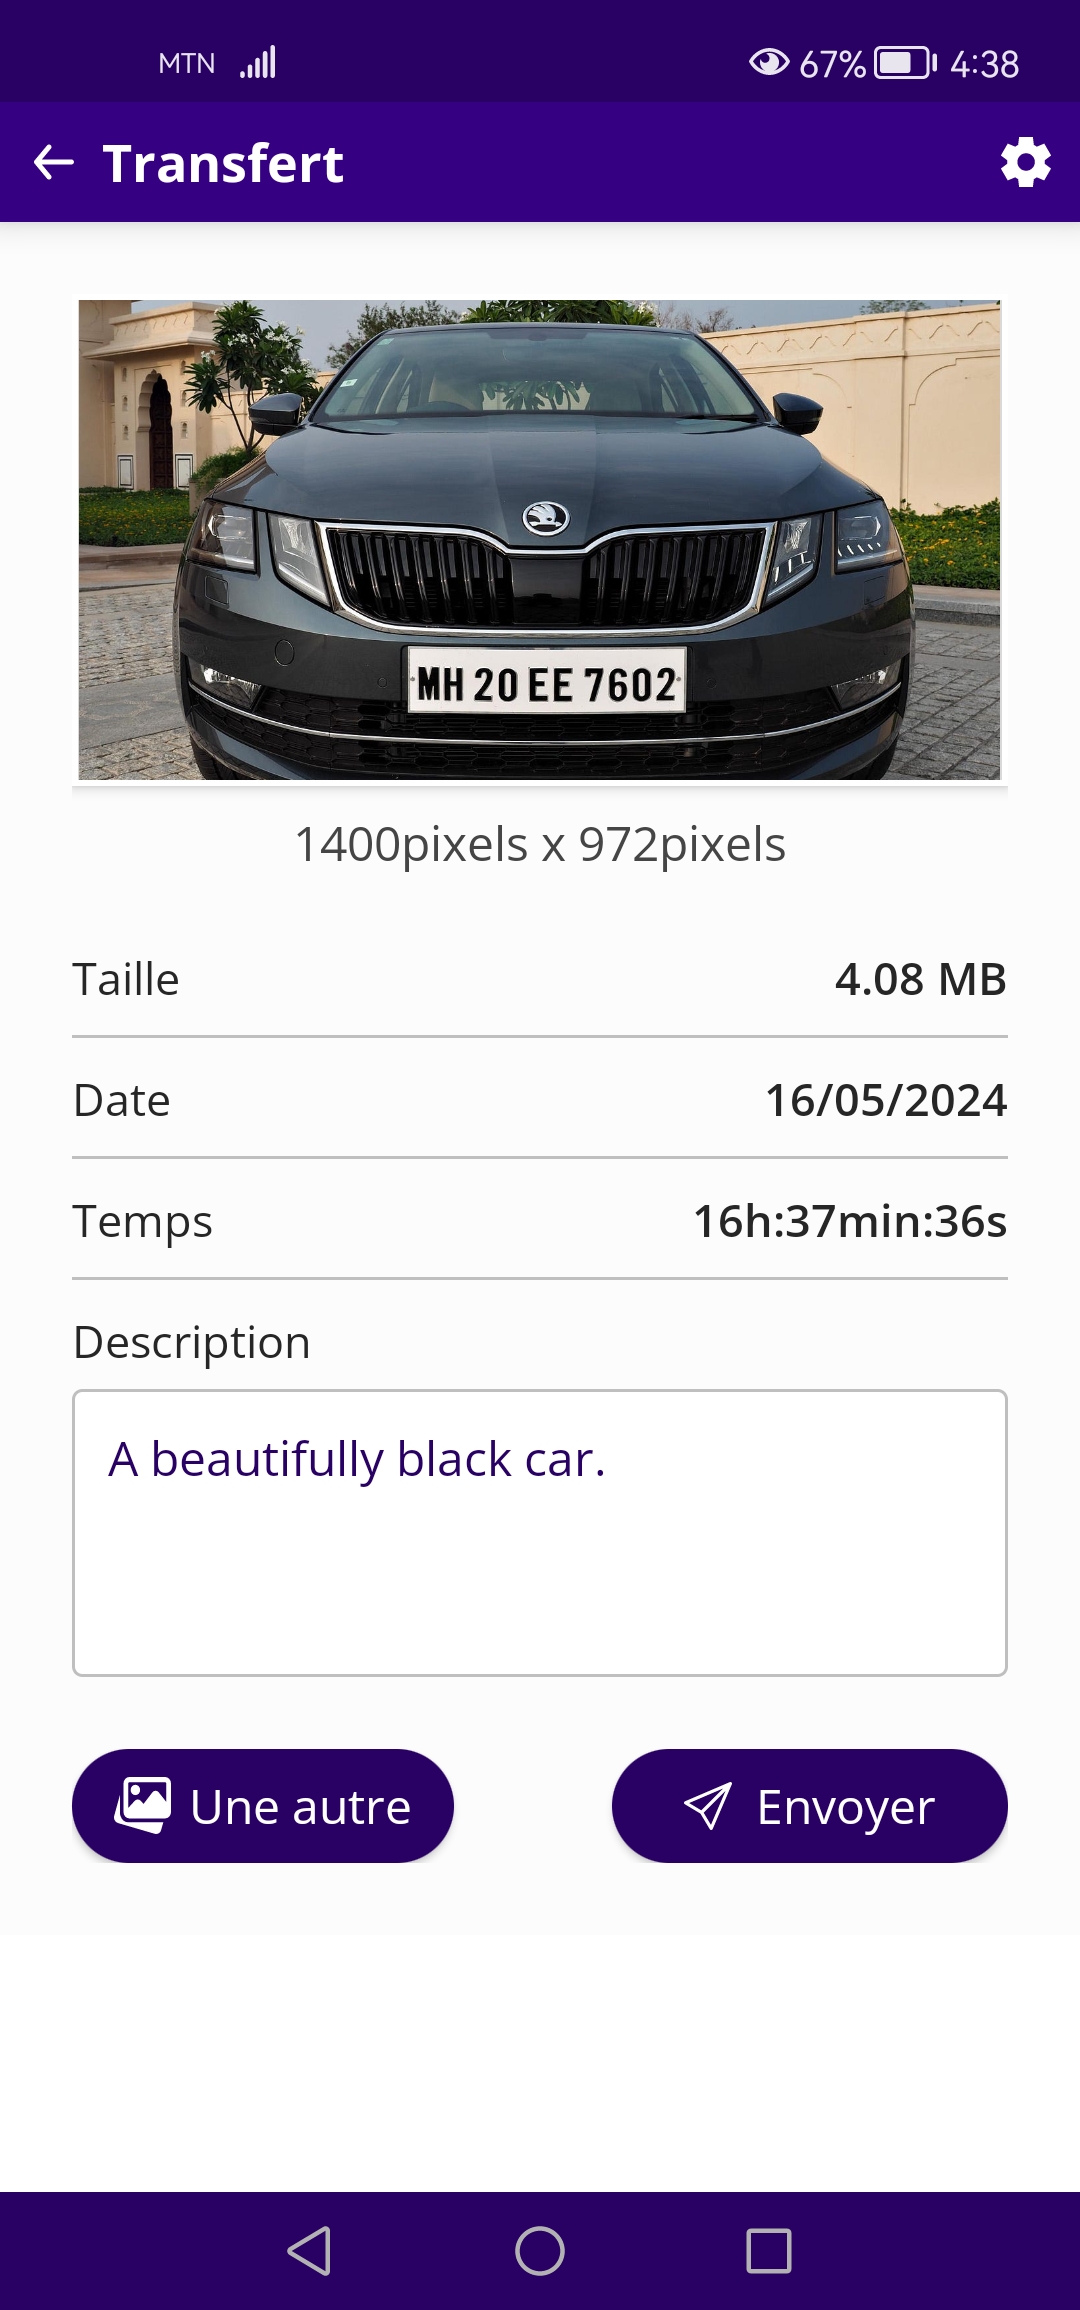 MTN 67% 4:38
Transfert
MH 20 EE 7602
1400pixels x 972pixels
Taille 4.08 MB
Date 16/05/2024
Temps 16h:37min:36s
Description
A beautifully black car.
Une autre Envoyer